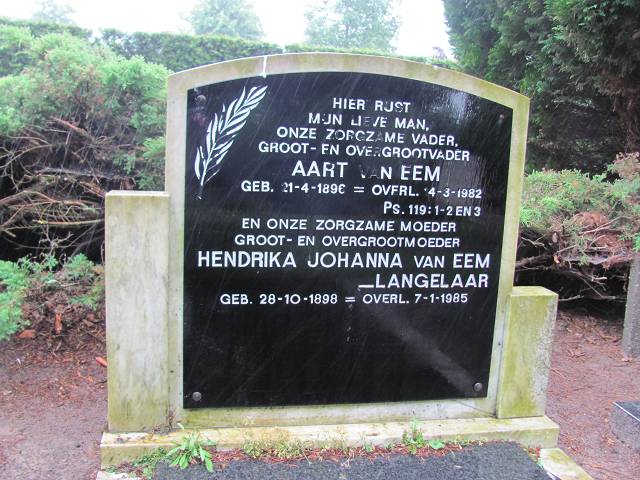 HIER RUST
MIJN LIEVE MAN,
ONZE ZORGZAME VADER,
GROOT- EN OVERGROOTVADER
AART VAN EEM
GEB. 21-4-1896 = OVERL. 4-3-1982
Ps. 119: 1-2 EN 3
EN ONZE ZORGZAME MOEDER
GROOT- EN OVERGROOTMOEDER
HENDRIKA JOHANNA VAN EEM
_LANGELAAR
GEB. 28-10-1898 = OVERL. 7-1-1985